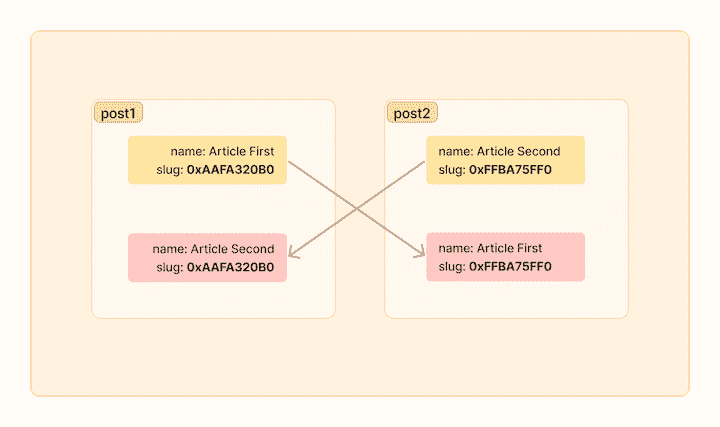 post1
name: Article First
slug: 0xAAFA320B0
name: Article Second
slug: 0xAAFA320B0
post2
name: Article Second
slug: 0xFFBA75FF0
name: Article First
slug: 0xFFBA75FF0